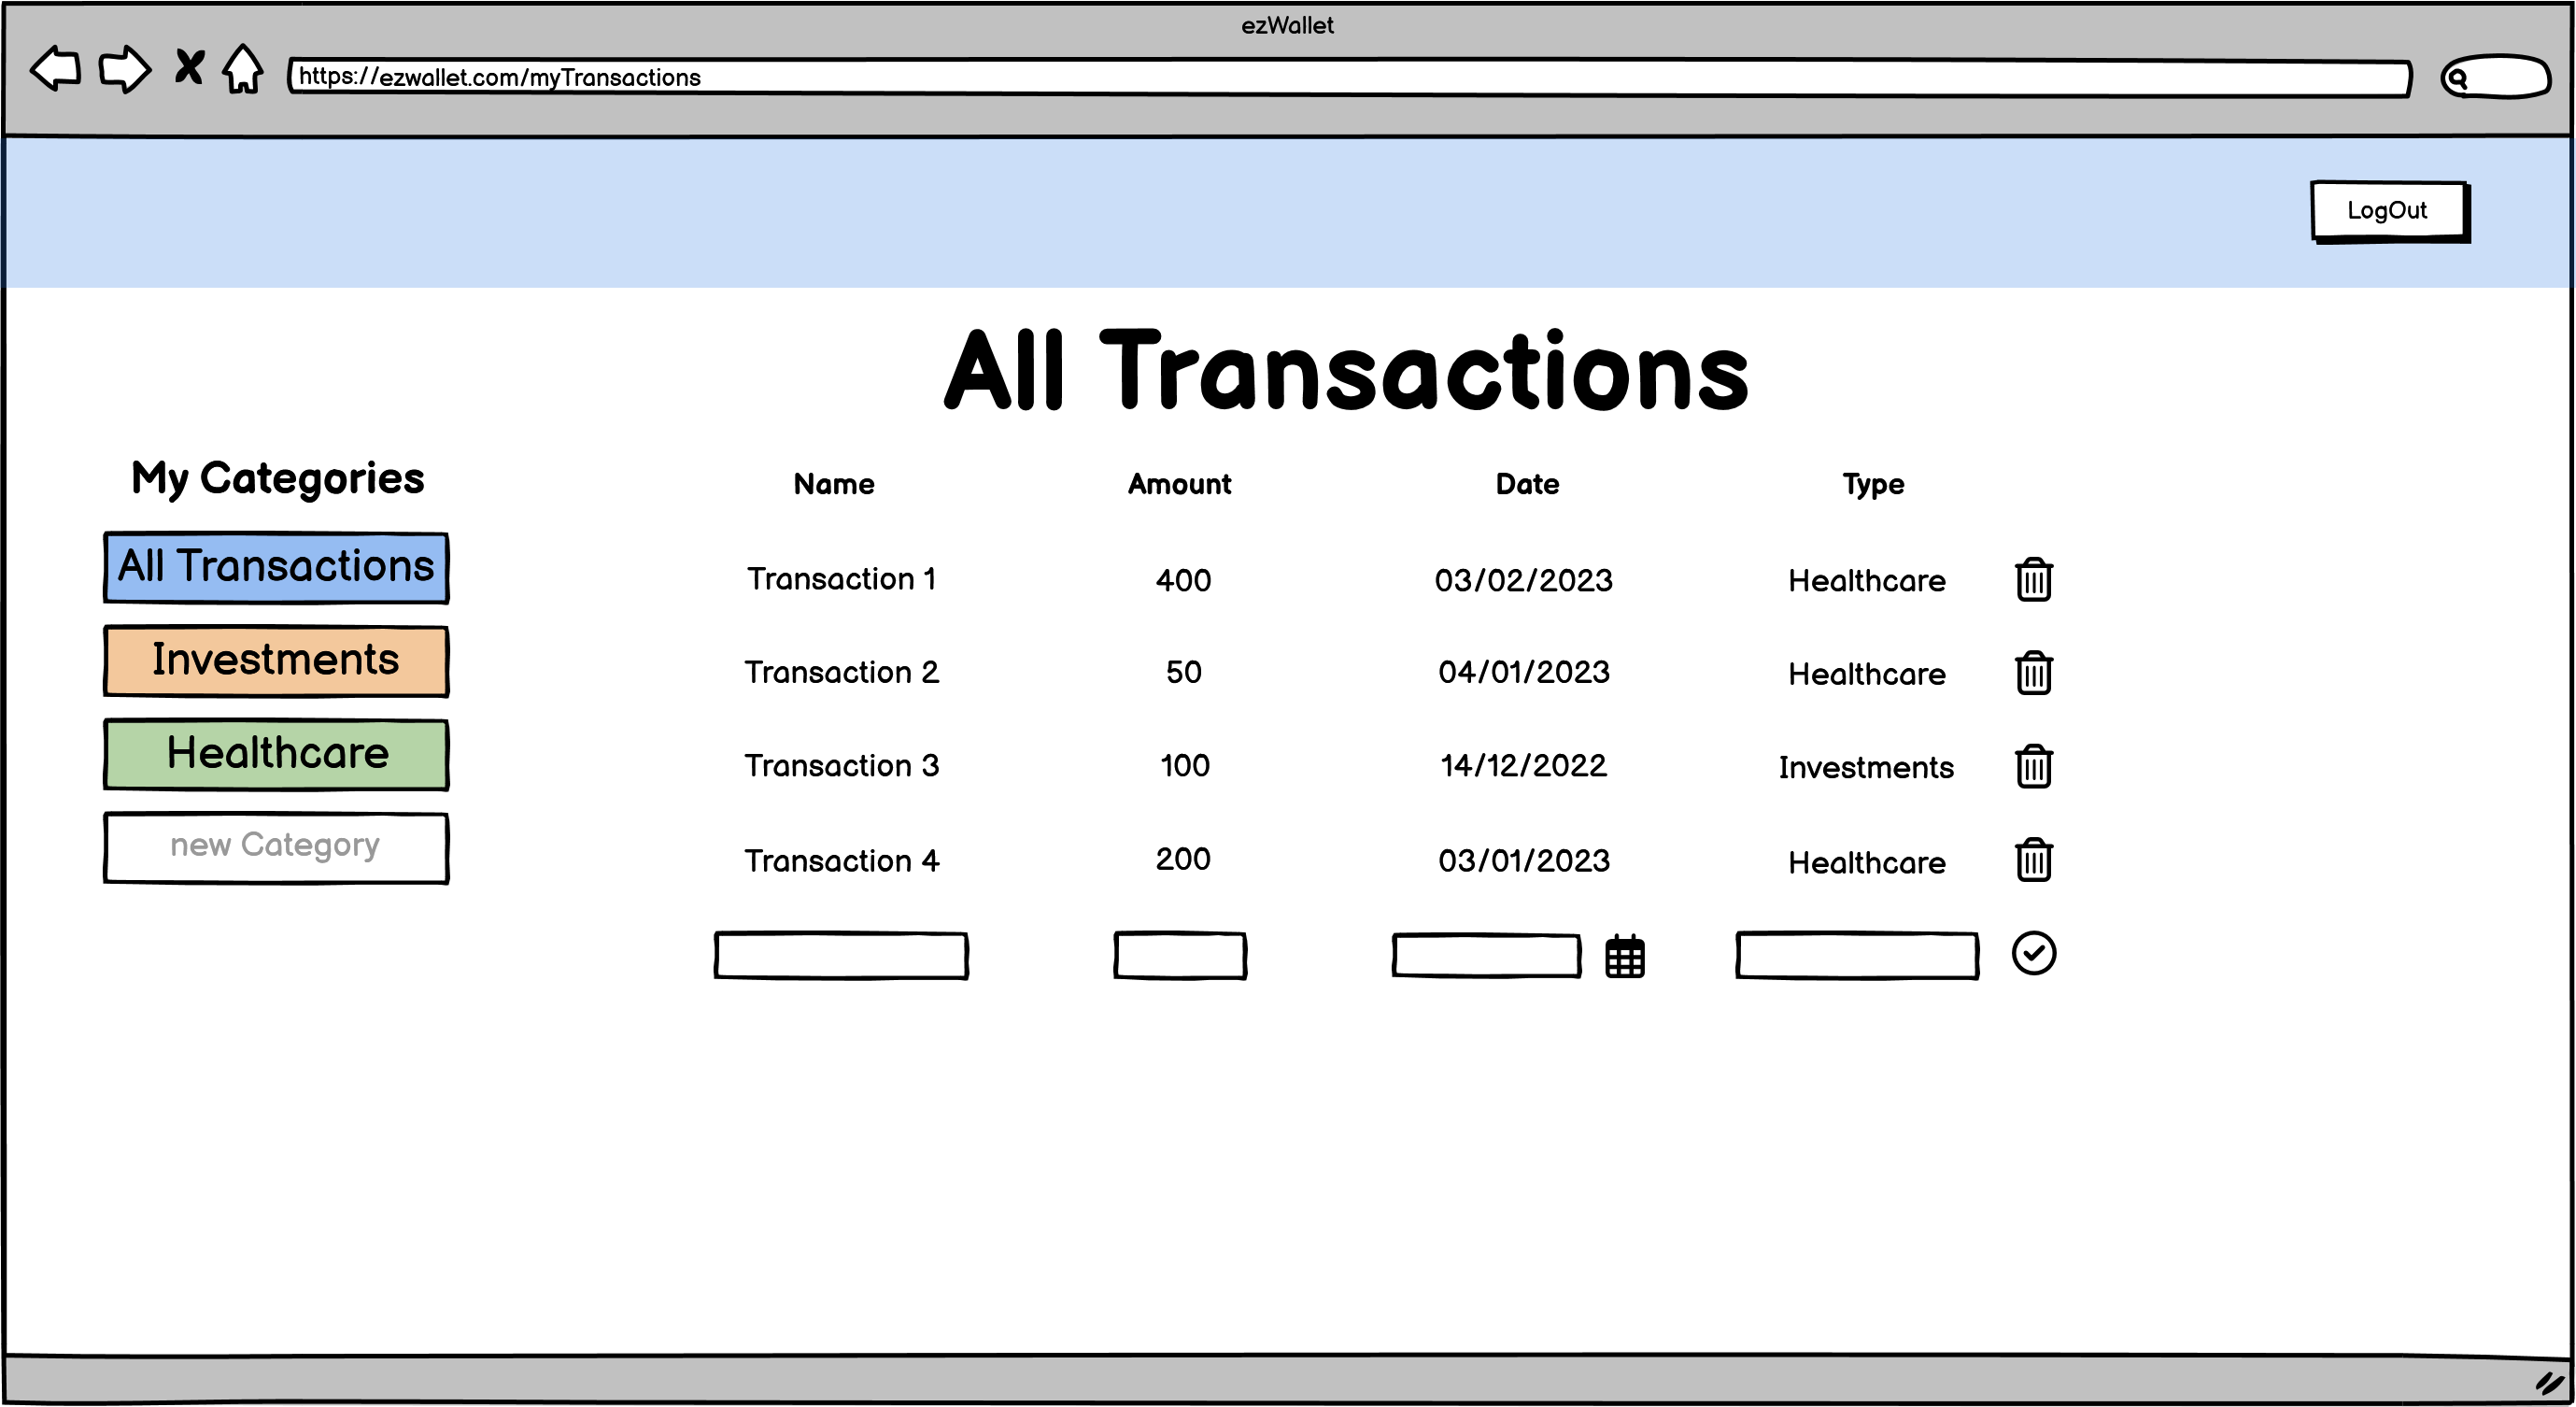 ezWallet
https://ezwallet.com/myTransactions
LogOut
All Transactions
My Categories
All Transactions
Investments
Healthcare
new Category
Name Amount Date Type
Transaction 1 400 03/02/2023 Healthcare
Transaction 2 50 04/01/2023 Healthcare
Transaction 3 100 14/12/2022 Investments
Transaction 4 200 03/01/2023 Healthcare